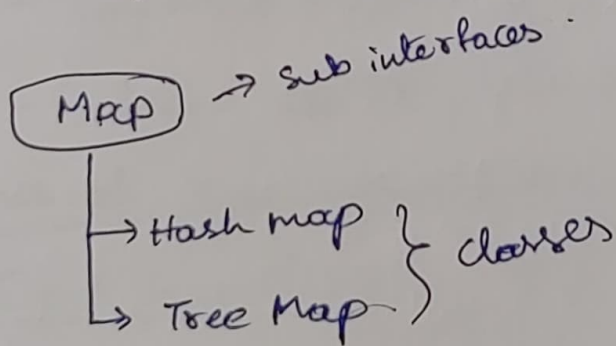 Map → Sub interfaces.
→ Hash map } classes
→ Tree Map